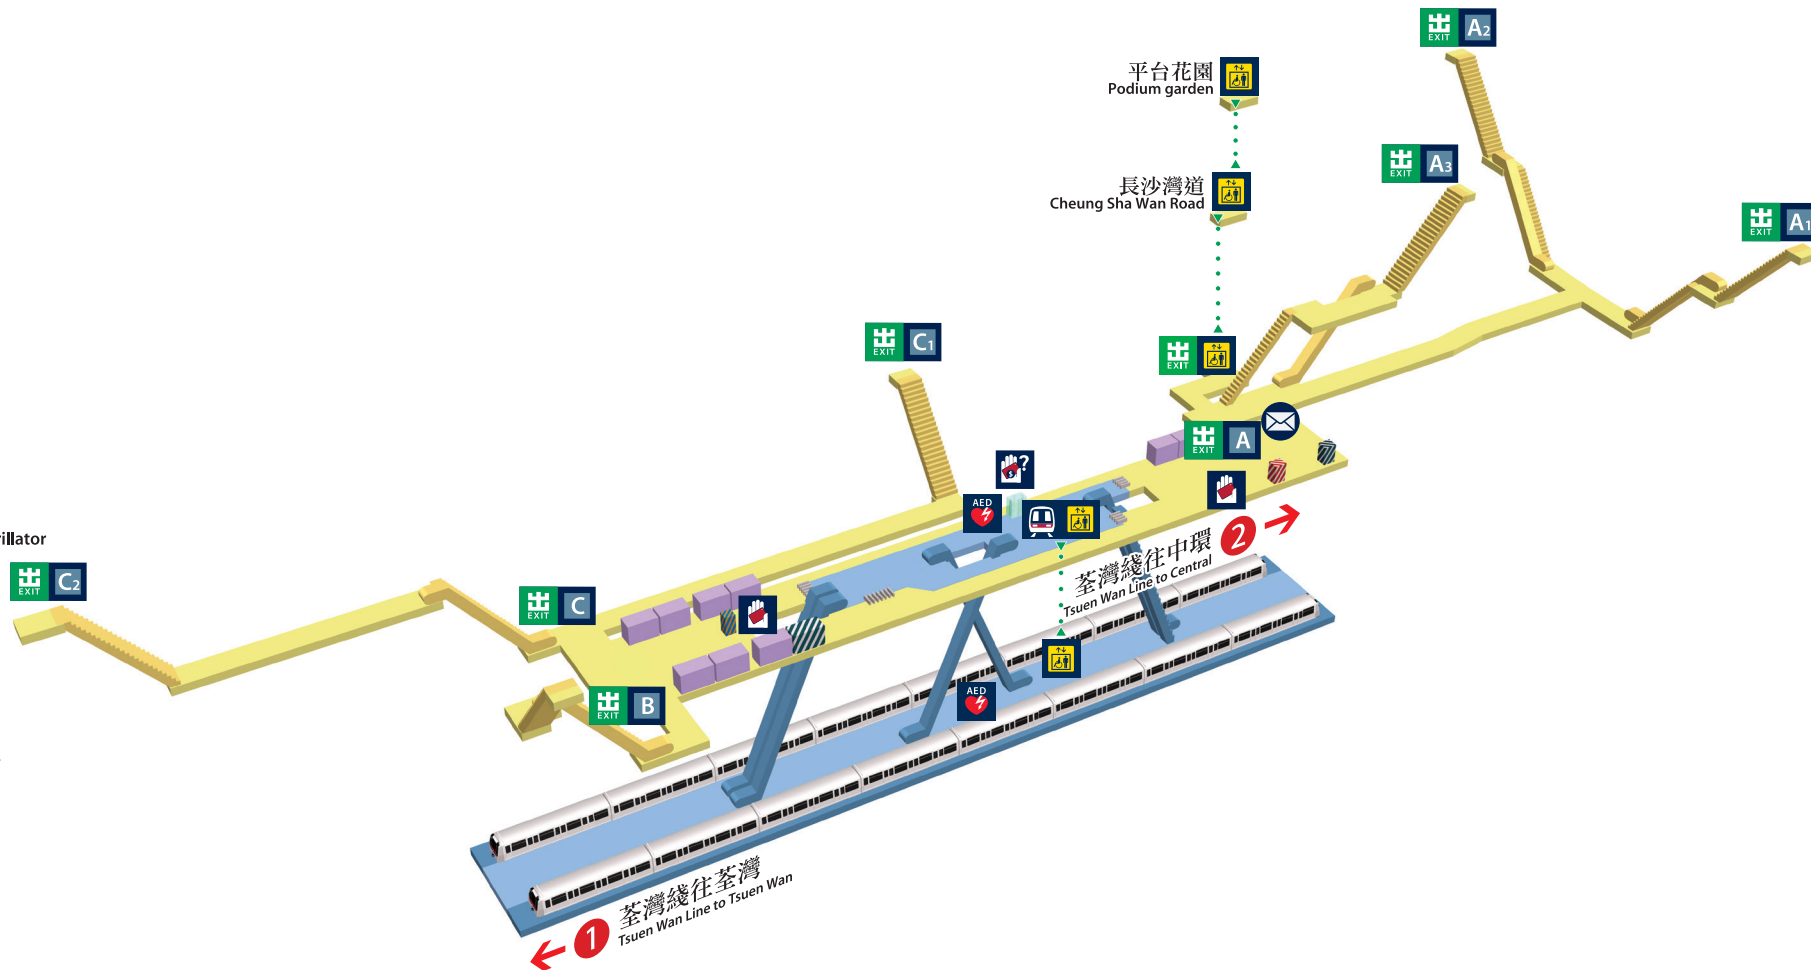 出 EXIT A2
平台花園
Podium garden
出 EXIT A3
長沙灣道
Cheung Sha Wan Road
出 EXIT A1
出 EXIT C1
出 EXIT
出 EXIT A
?
$
AED
rillator
荃灣綫往中環 2
Tsuen Wan Line to Central
出 EXIT C2
出 EXIT C
出 EXIT B
AED
1 荃灣綫往荃灣
Tsuen Wan Line to Tsuen Wan